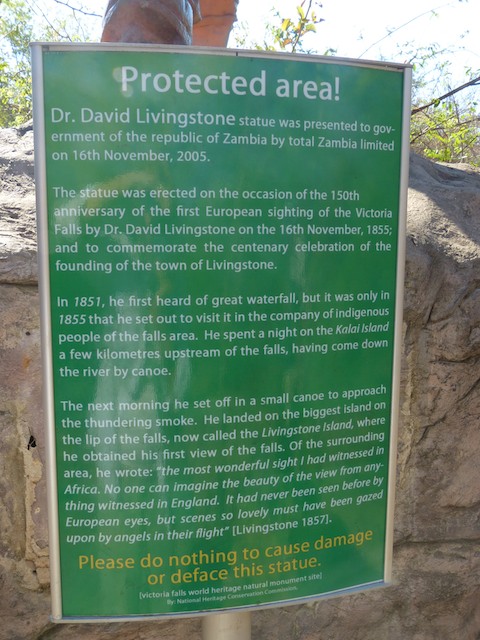 Protected area!
Dr. David Livingstone statue was presented to gov-
ernment of the republic of Zambia by total Zambia limited
on 16th November, 2005.
The statue was erected on the occasion of the 150th
anniversary of the first European sighting of the Victoria
Falls by Dr. David Livingstone on the 16th November, 1855;
and to commemorate the centenary celebration of the
founding of the town of Livingstone.
In 1851, he first heard of great waterfall, but it was only in
1855 that he set out to visit it in the company of indigenous
people of the falls area. He spent a night on the Kalai Island
a few kilometres upstream of the falls, having come down
the river by canoe.
The next morning he set off in a small canoe to approach
the thundering smoke. He landed on the biggest island on
the lip of the falls, now called the Livingstone Island, where
he obtained his first view of the falls. Of the surrounding
area, he wrote: "the most wonderful sight I had witnessed in
Africa. No one can imagine the beauty of the view from any-
thing witnessed in England. It had never been seen before by
European eyes, but scenes so lovely must have been gazed
upon by angels in their flight" [Livingstone 1857].
Please do nothing to cause damage
or deface this statue.
[victoria falls world heritage natural monument site]
By: National Heritage Conservation Commission.